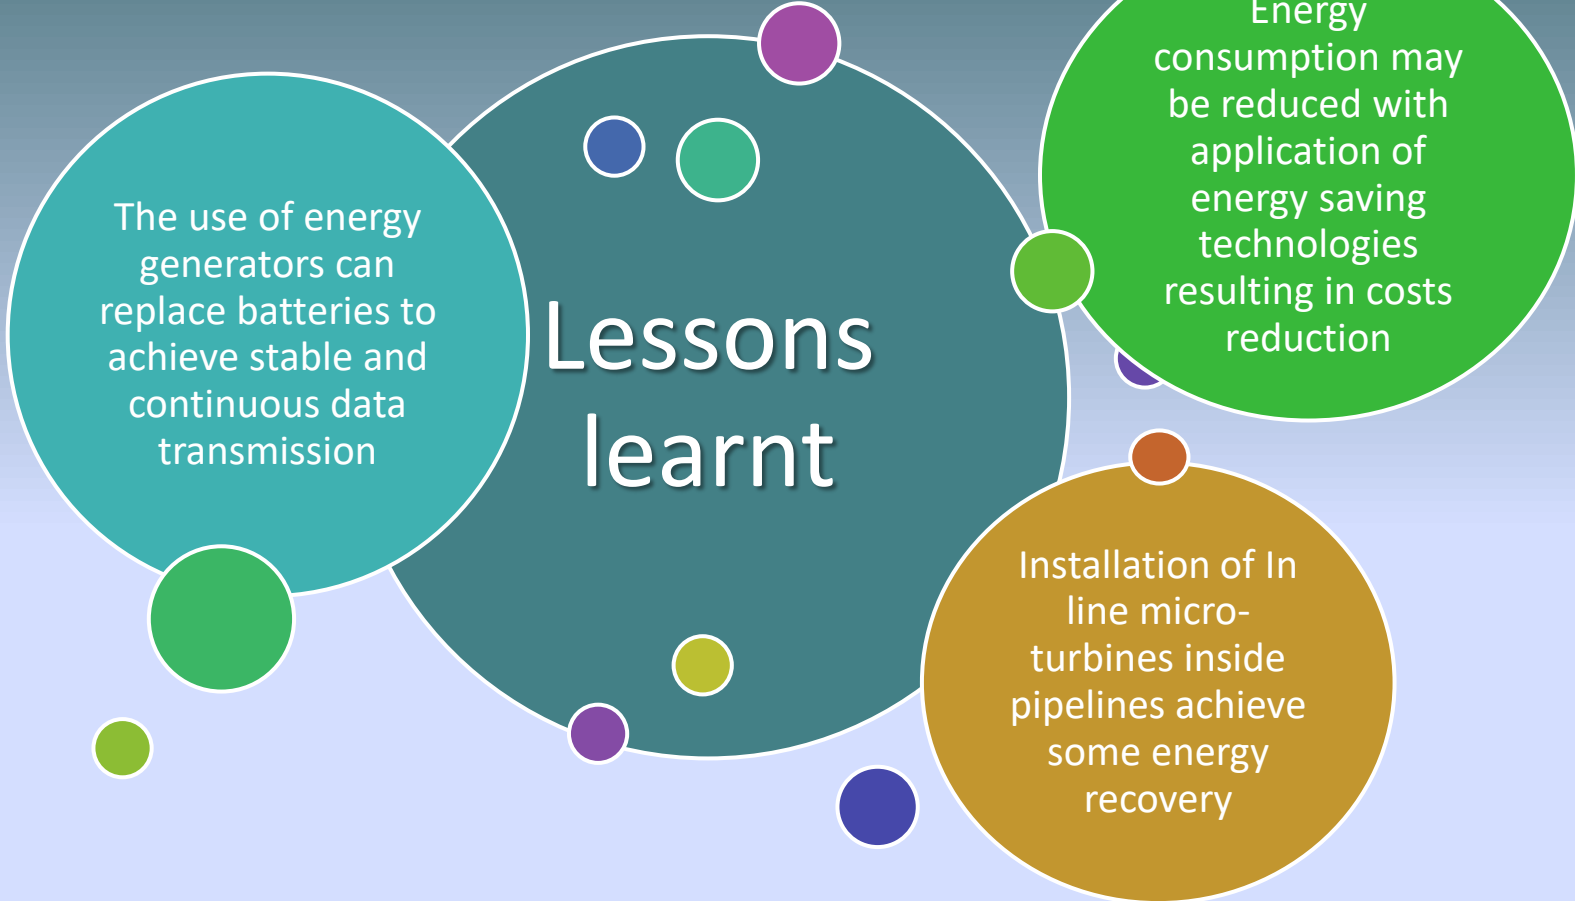 Lessons
learnt
The use of energy
generators can
replace batteries to
achieve stable and
continuous data
transmission
Energy
consumption may
be reduced with
application of
energy saving
technologies
resulting in costs
reduction
Installation of In
line micro-
turbines inside
pipelines achieve
some energy
recovery